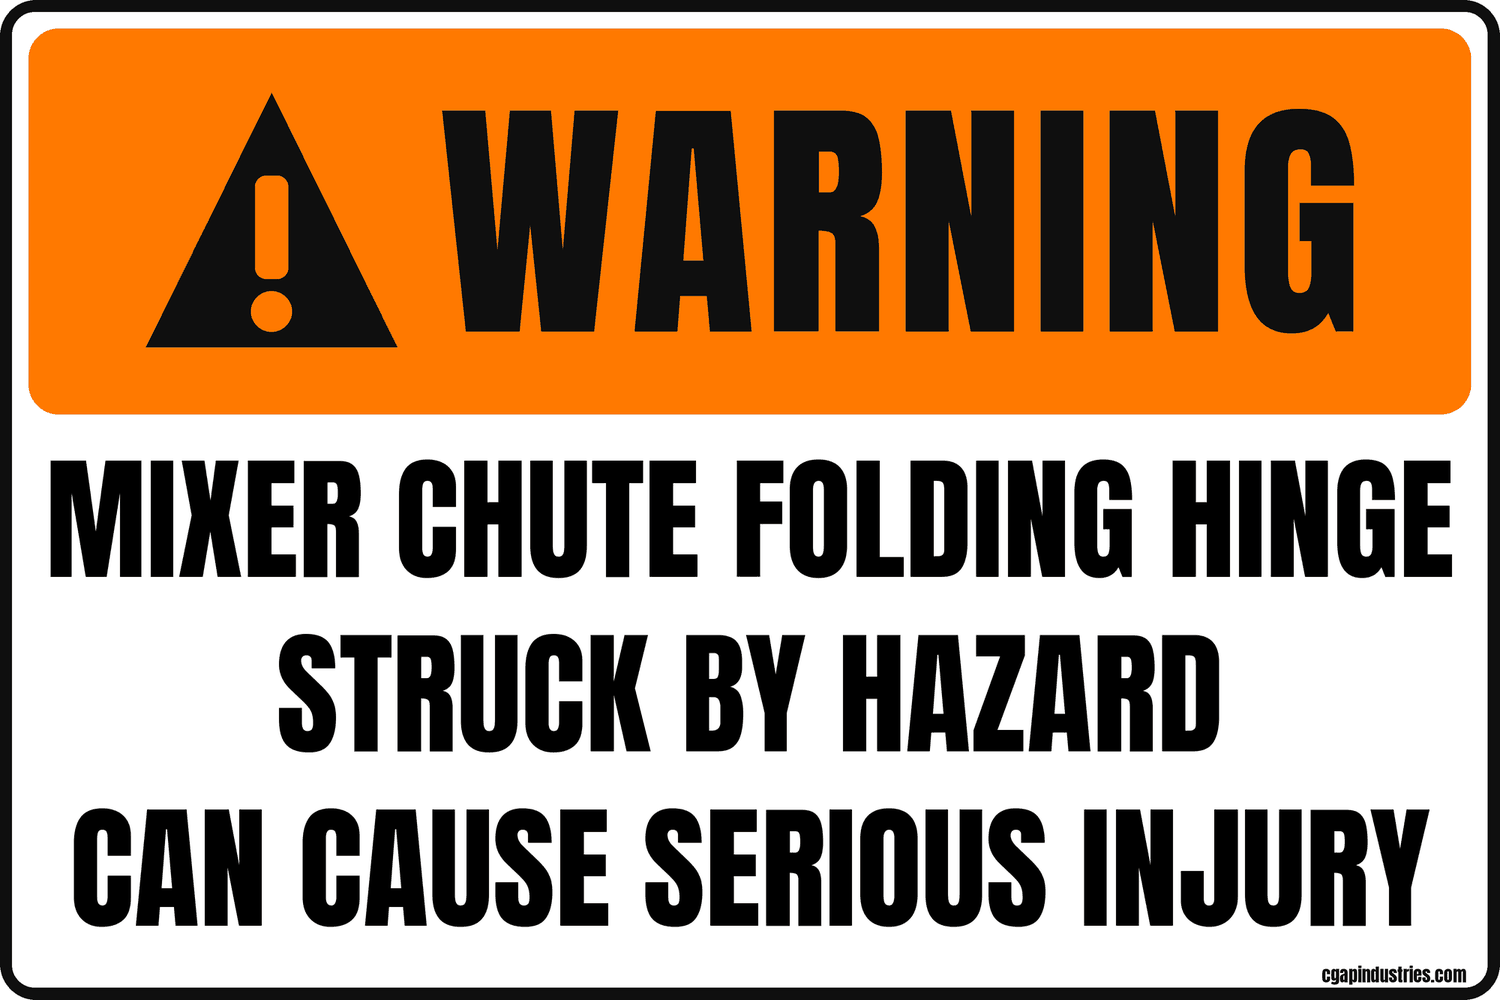 WARNING
MIXER CHUTE FOLDING HINGE
STRUCK BY HAZARD
CAN CAUSE SERIOUS INJURY
cgapindustries.com